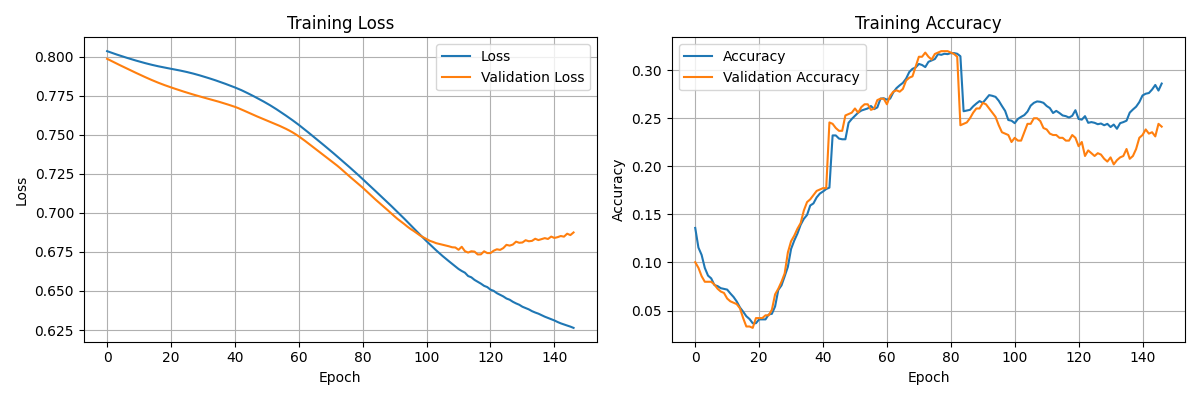 Training Loss
0.800
0.775
0.750
0.725
0.700
0.675
0.650
0.625
Loss
Loss
Validation Loss
0 20 40 60 80 100 120 140
Epoch
Training Accuracy
0.30
0.25
0.20
0.15
0.10
0.05
Accuracy
Accuracy
Validation Accuracy
0 20 40 60 80 100 120 140
Epoch